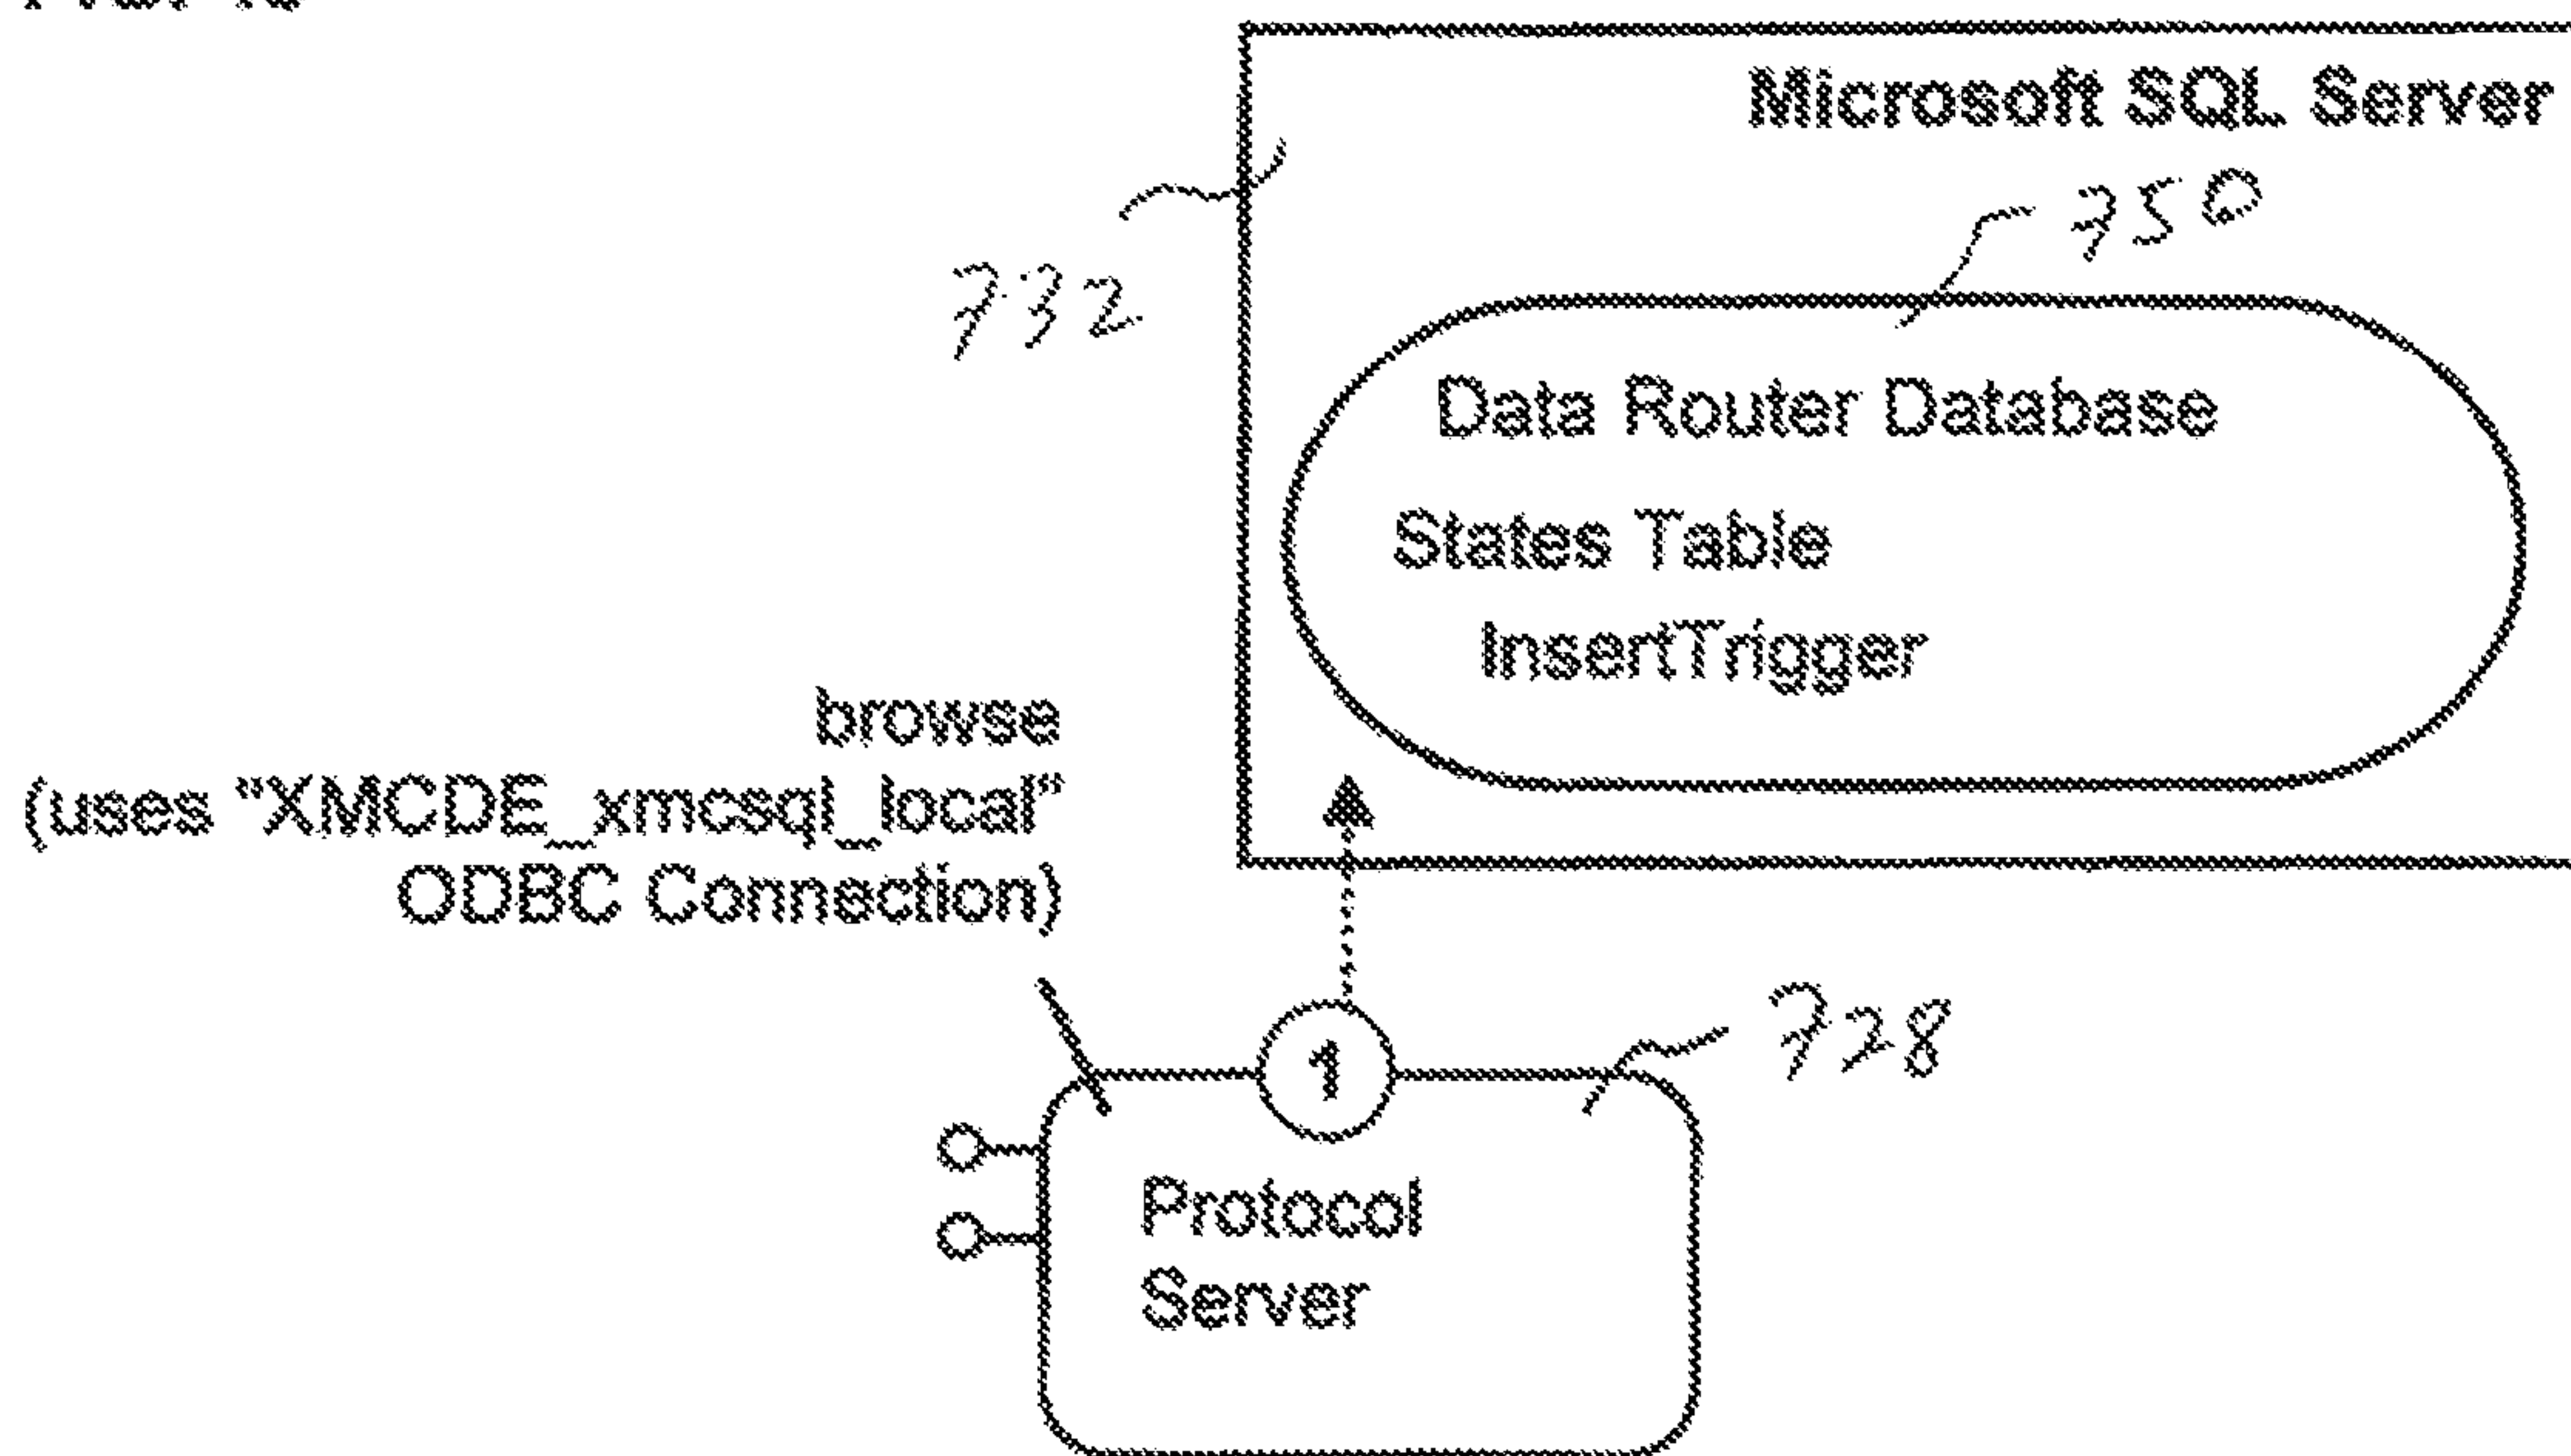 Microsoft SQL Server
750
732
Data Router Database
States Table
InsertTrigger
browse
(uses "XMCDE_xmcsql_local"
ODBC Connection)
728
1
Protocol
Server